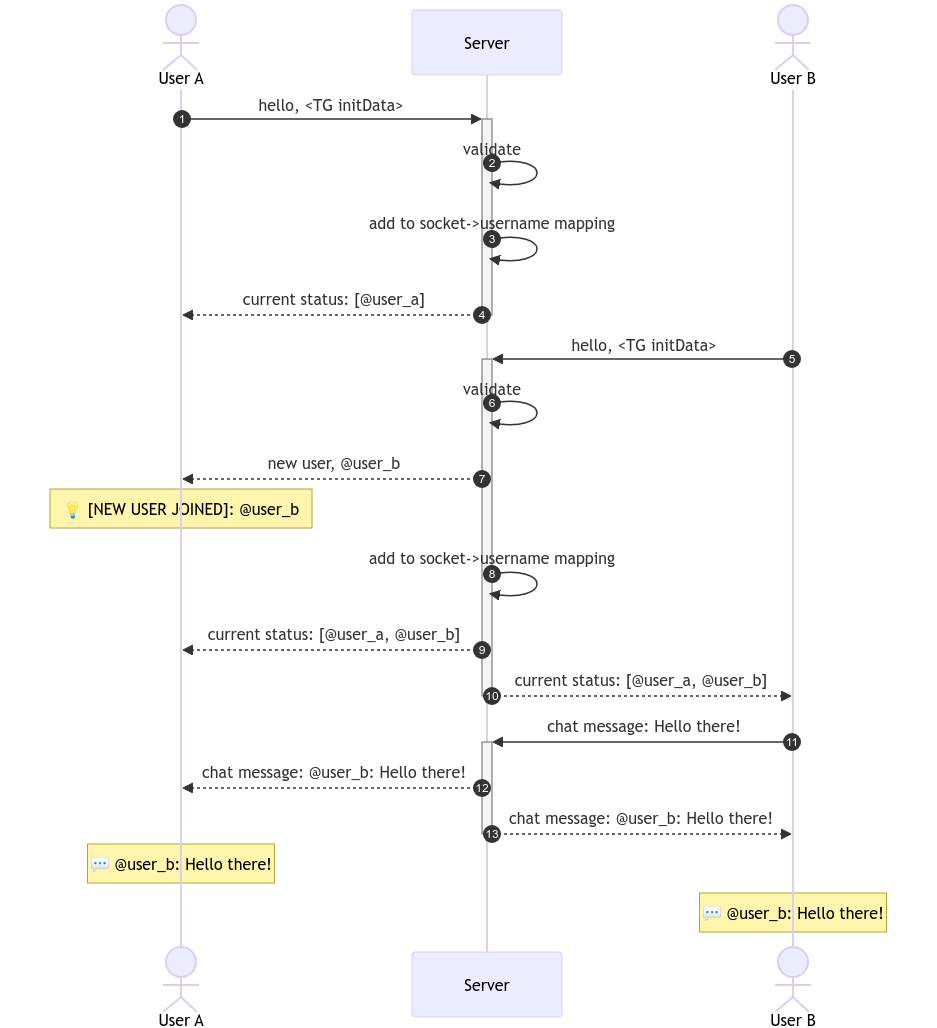 User A
Server
User B
hello, <TG initData>
1
validate
2
add to socket->username mapping
3
current status: [@user_a]
4
hello, <TG initData>
5
validate
6
new user, @user_b
7
💡 [NEW USER JOINED]: @user_b
add to socket->username mapping
8
current status: [@user_a, @user_b]
9
current status: [@user_a, @user_b]
10
chat message: Hello there!
11
chat message: @user_b: Hello there!
12
chat message: @user_b: Hello there!
13
💬 @user_b: Hello there!
💬 @user_b: Hello there!
User A
Server
User B